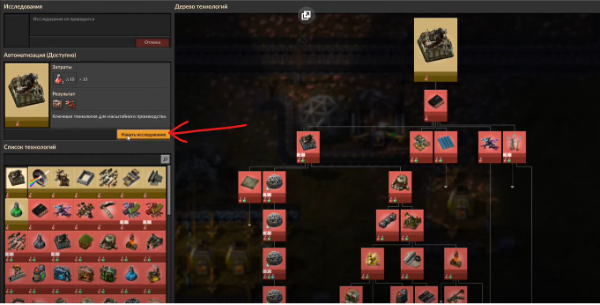 Исследования
Дерево технологий
Исследования не проводятся
Отмена
Автоматизация (Доступно)
Затраты
Результат
Ключевая технология для масштабного производства.
Начать исследование
Список технологий